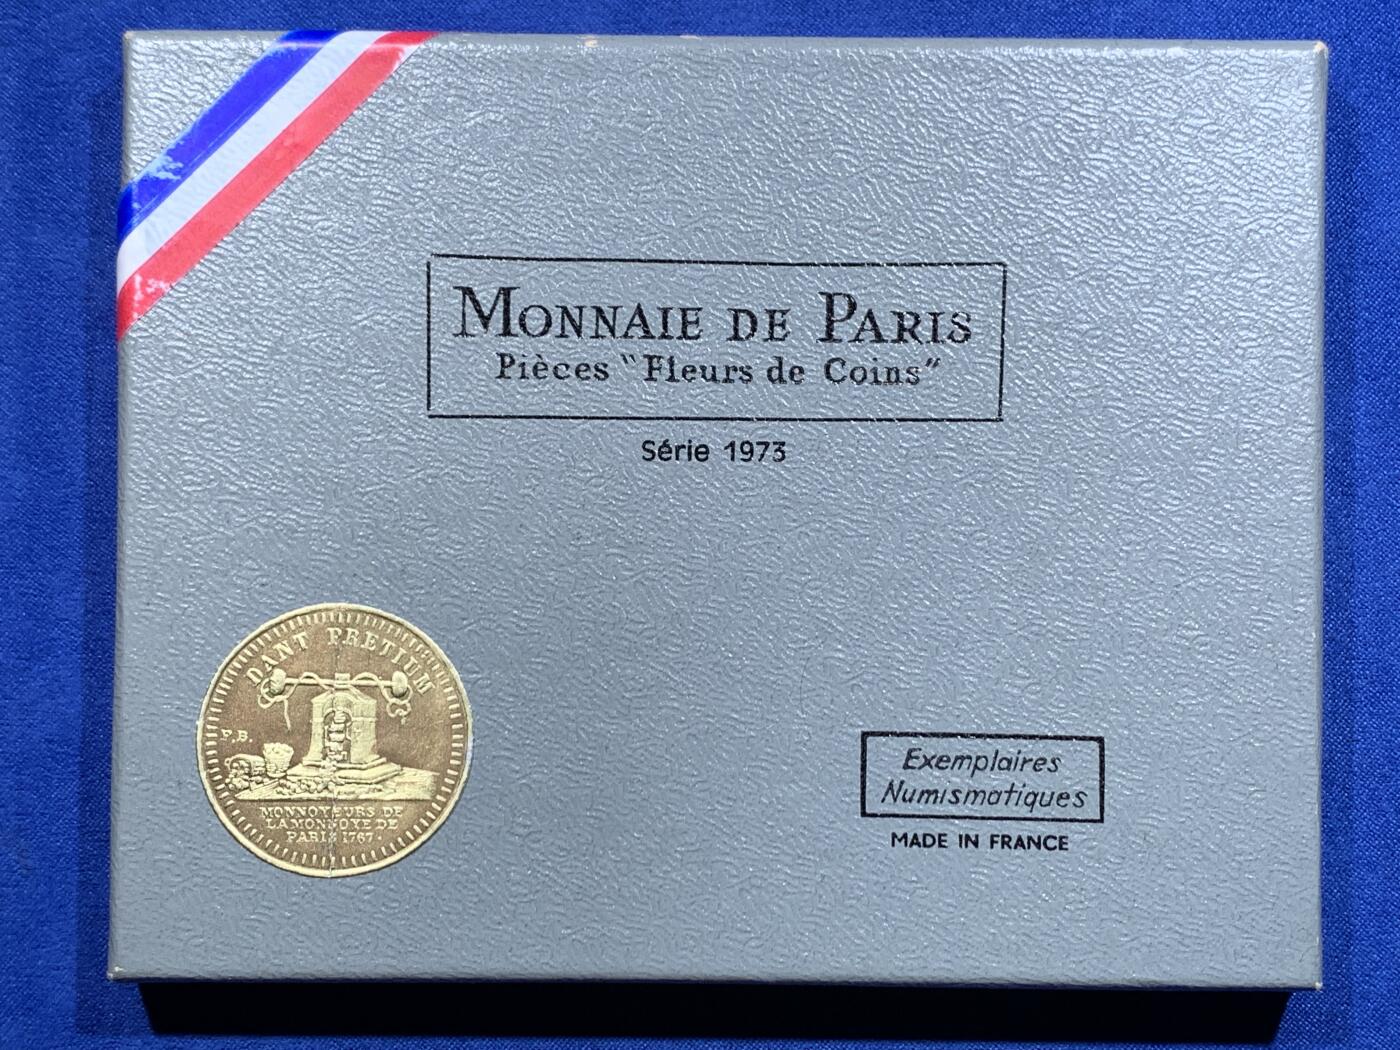 MONNAIE DE PARIS
Pièces "Fleurs de Coins"
Série 1973
DANT PRETIUM
F.B.
MONNOYEURS DE
LA MONNOYE DE
PARIS 1767.
Exemplaires
Numismatiques
MADE IN FRANCE